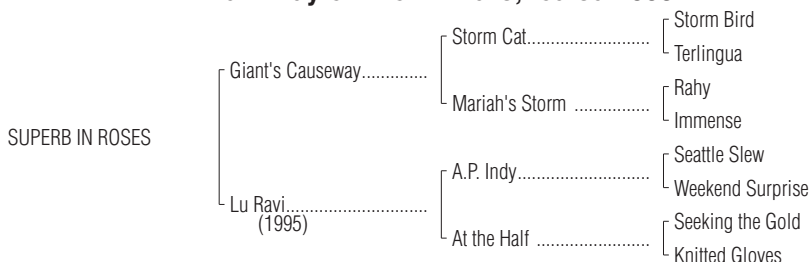 Storm Bird
Storm Cat..............................
Terlingua
Giant's Causeway................
Rahy
Mariah's Storm ..................
Immense
SUPERB IN ROSES
Seattle Slew
A.P. Indy................................
Weekend Surprise
Lu Ravi..................................
(1995)
Seeking the Gold
At the Half ...........................
Knitted Gloves